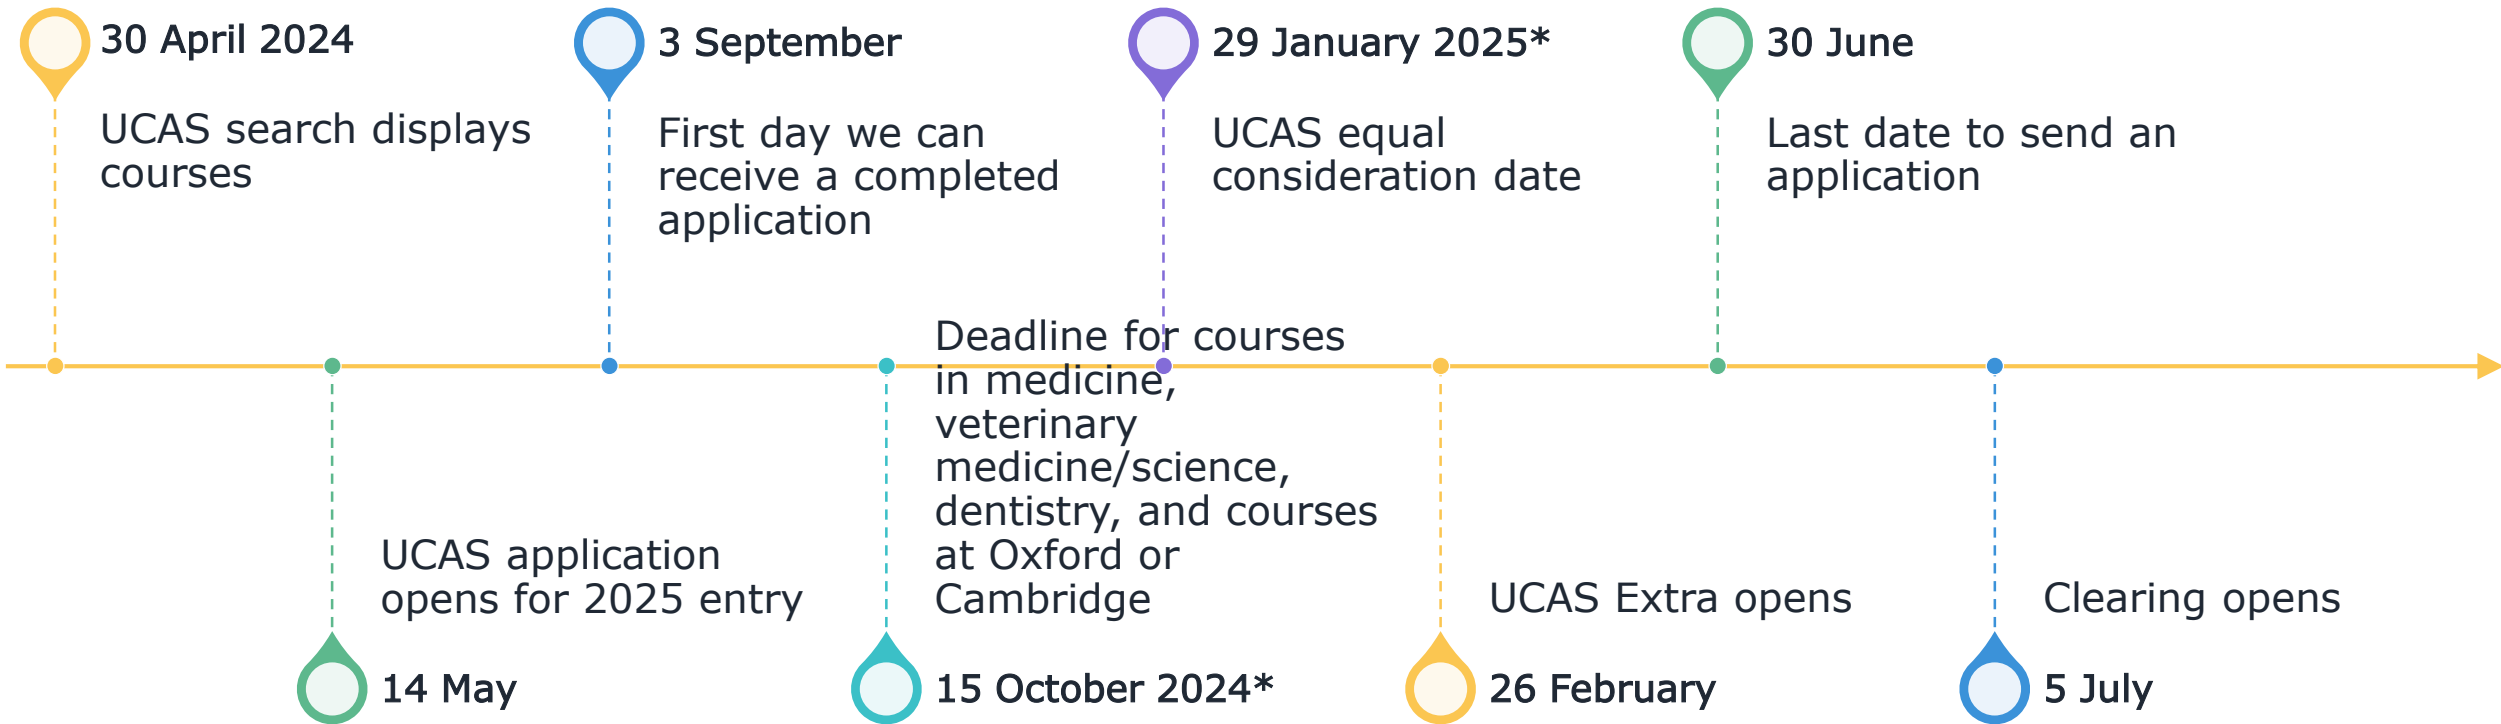 30 April 2024
UCAS search displays
courses
14 May
UCAS application
opens for 2025 entry
3 September
First day we can
receive a completed
application
15 October 2024*
Deadline for courses
in medicine,
veterinary
medicine/science,
dentistry, and courses
at Oxford or
Cambridge
29 January 2025*
UCAS equal
consideration date
26 February
UCAS Extra opens
30 June
Last date to send an
application
5 July
Clearing opens